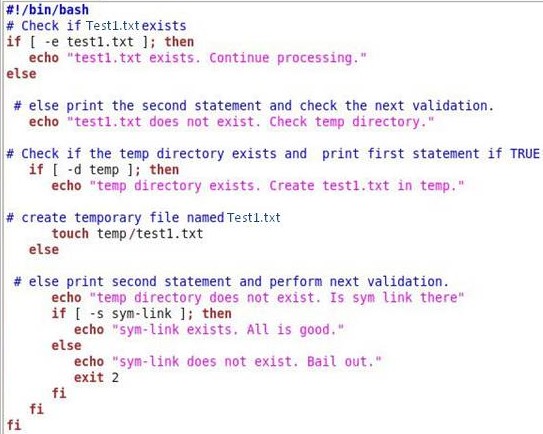 #!/bin/bash
# Check if Test1.txt exists
if [ -e test1.txt ]; then
   echo "test1.txt exists. Continue processing."
else
 # else print the second statement and check the next validation.
   echo "test1.txt does not exist. Check temp directory."
# Check if the temp directory exists and  print first statement if TRUE
   if [ -d temp ]; then
      echo "temp directory exists. Create test1.txt in temp."
# create temporary file named Test1.txt
      touch temp/test1.txt
   else
 # else print second statement and perform next validation.
      echo "temp directory does not exist. Is sym link there"
      if [ -s sym-link ]; then
         echo "sym-link exists. All is good."
      else
         echo "sym-link does not exist. Bail out."
         exit 2
      fi
   fi
fi